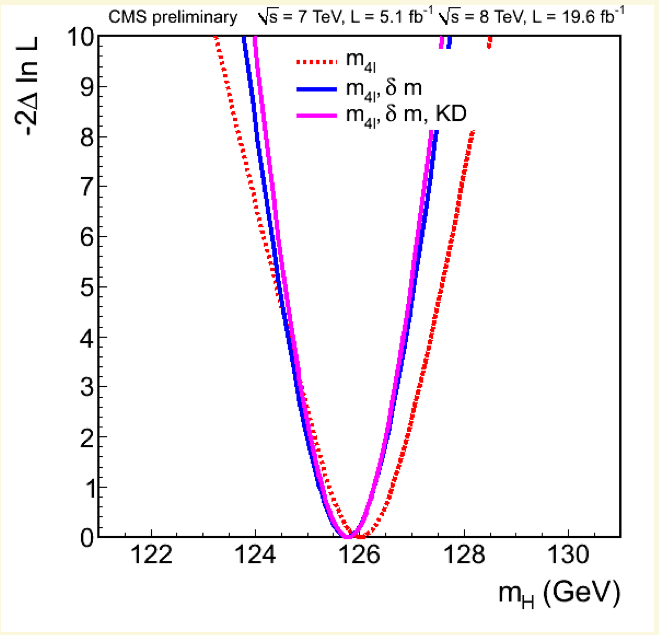 CMS preliminary √s = 7 TeV, L = 5.1 fb⁻¹ √s = 8 TeV, L = 19.6 fb⁻¹
-2Δ ln L
10
9
8
7
6
5
4
3
2
1
0
m₄ₗ
m₄ₗ, δ m
m₄ₗ, δ m, KD
122 124 126 128 130
m_H (GeV)